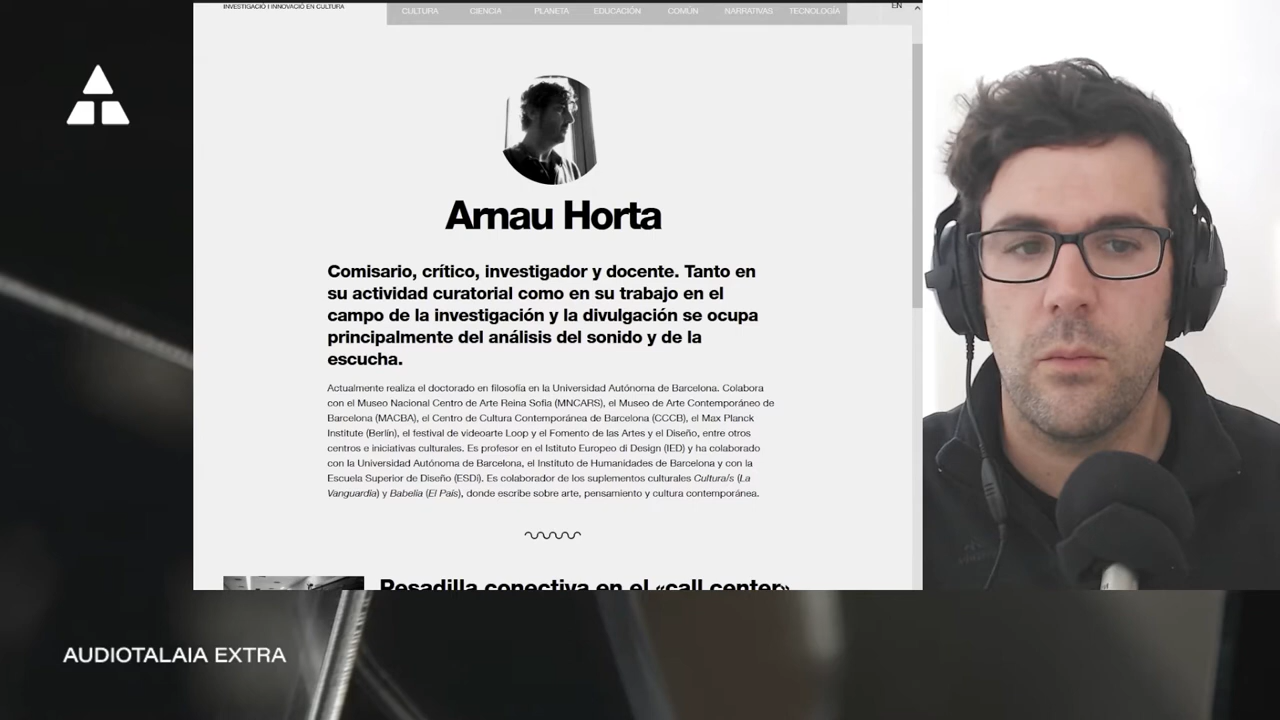 INVESTIGACIÓ I INNOVACIÓ EN CULTURA
CULTURA CIENCIA PLANETA EDUCACIÓN COMÚN NARRATIVAS TECNOLOGÍA
EN
Arnau Horta
Comisario, crítico, investigador y docente. Tanto en
su actividad curatorial como en su trabajo en el
campo de la investigación y la divulgación se ocupa
principalmente del análisis del sonido y de la
escucha.
Actualmente realiza el doctorado en filosofía en la Universidad Autónoma de Barcelona. Colabora
con el Museo Nacional Centro de Arte Reina Sofia (MNCARS), el Museo de Arte Contemporáneo de
Barcelona (MACBA), el Centro de Cultura Contemporánea de Barcelona (CCCB), el Max Planck
Institute (Berlín), el festival de videoarte Loop y el Fomento de las Artes y el Diseño, entre otros
centros e iniciativas culturales. Es profesor en el Istituto Europeo di Design (IED) y ha colaborado
con la Universidad Autónoma de Barcelona, el Instituto de Humanidades de Barcelona y con la
Escuela Superior de Diseño (ESDi). Es colaborador de los suplementos culturales Cultura/s (La
Vanguardia) y Babelia (El País), donde escribe sobre arte, pensamiento y cultura contemporánea.
Pesadilla conectiva en el «call center»
AUDIOTALAIA EXTRA